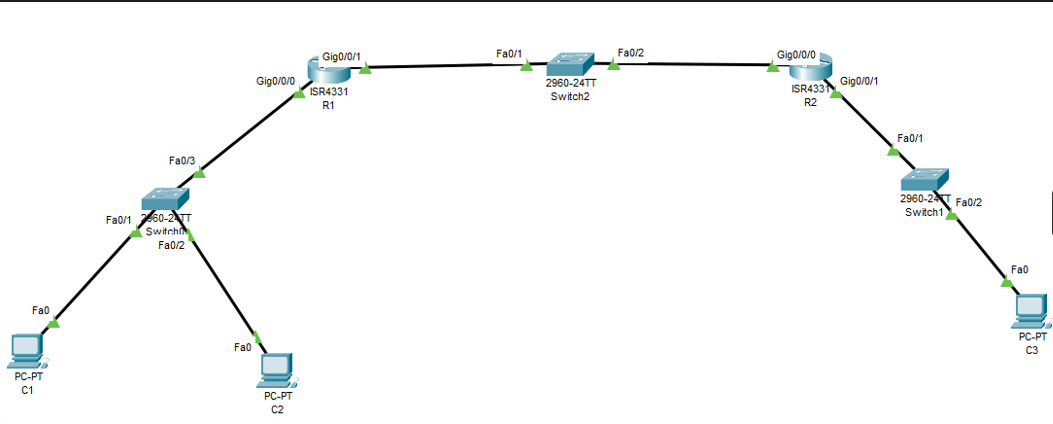 Gig0/0/1
Fa0/1
Fa0/2
Gig0/0/0
Gig0/0/0
ISR4331
R1
2960-24TT
Switch2
ISR4331
R2
Gig0/0/1
Fa0/3
Fa0/1
2960-24TT
Switch0
Fa0/1
Fa0/2
2960-24TT
Switch1
Fa0/2
Fa0
PC-PT
C1
Fa0
PC-PT
C2
Fa0
PC-PT
C3